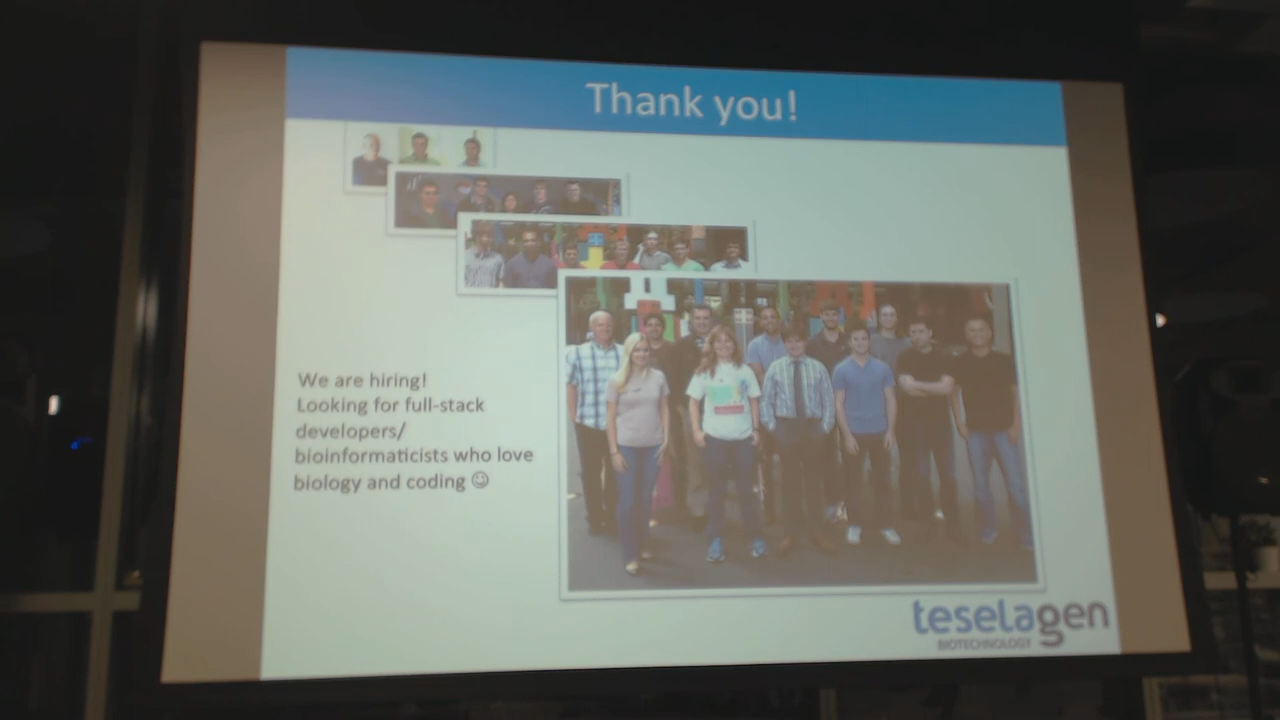 Thank you!
We are hiring!
Looking for full-stack
developers/
bioinformaticists who love
biology and coding ☺
teselagen
BIOTECHNOLOGY